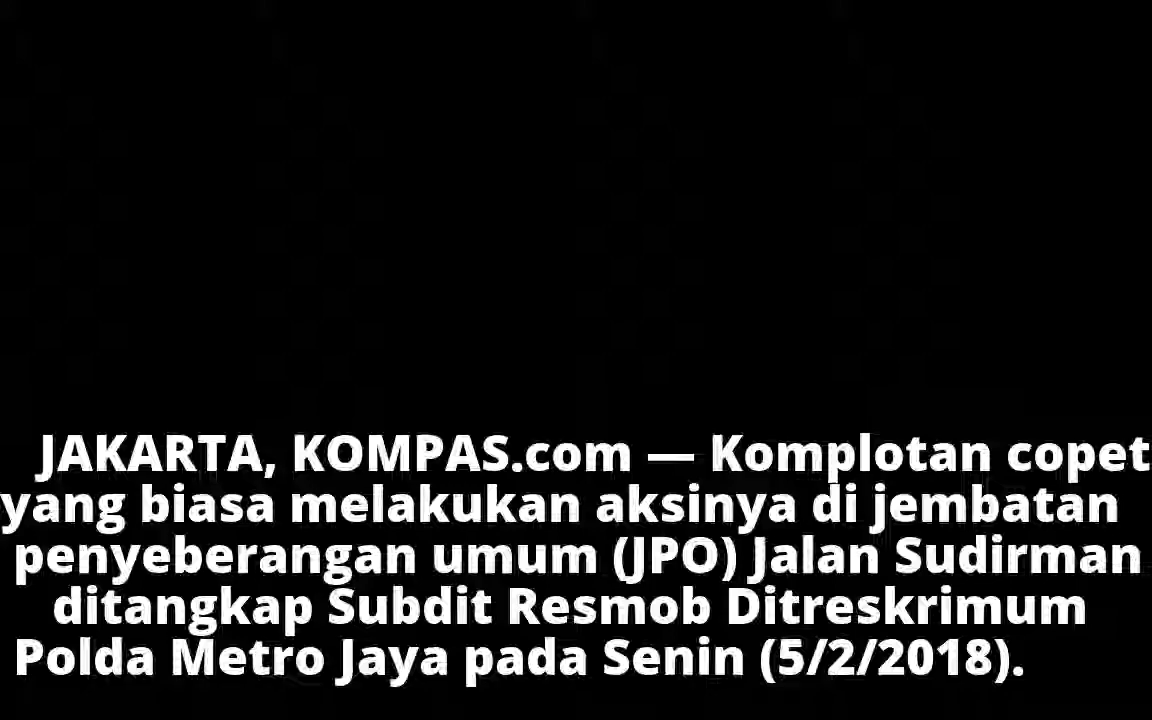 JAKARTA, KOMPAS.com — Komplotan copet
yang biasa melakukan aksinya di jembatan
penyeberangan umum (JPO) Jalan Sudirman
ditangkap Subdit Resmob Ditreskrimum
Polda Metro Jaya pada Senin (5/2/2018).